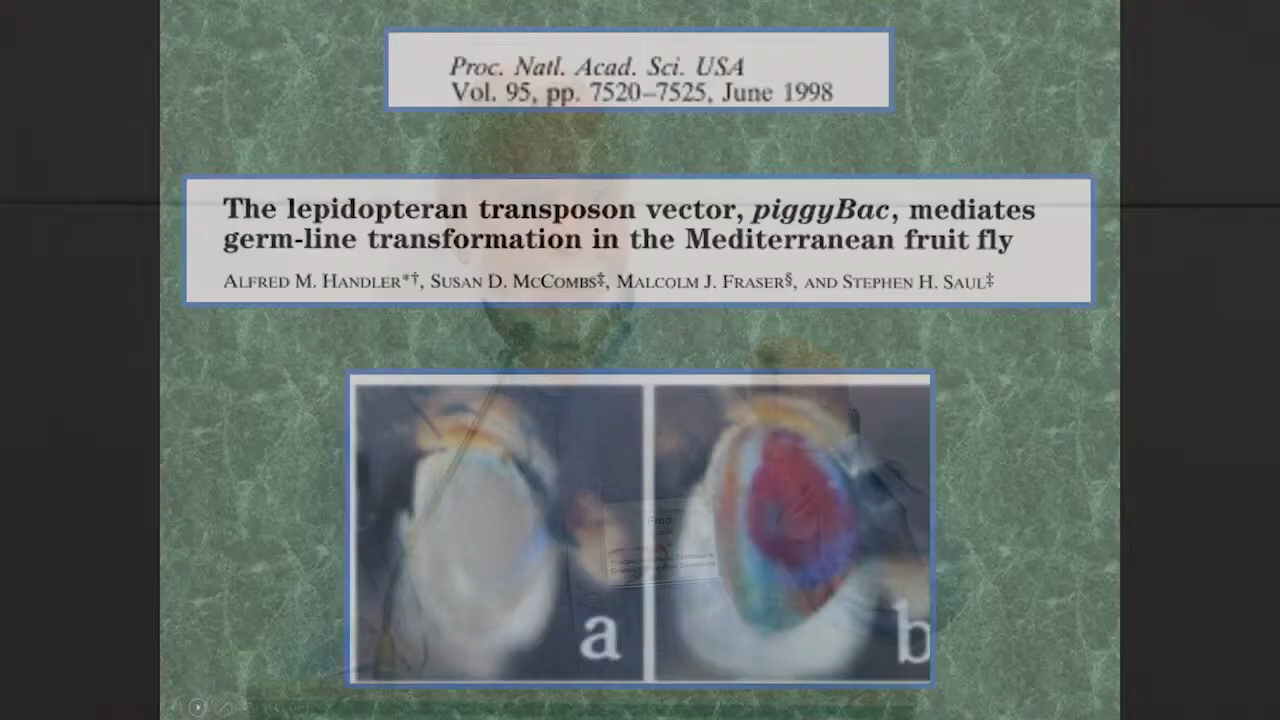 Proc. Natl. Acad. Sci. USA
Vol. 95, pp. 7520–7525, June 1998
The lepidopteran transposon vector, piggyBac, mediates
germ-line transformation in the Mediterranean fruit fly
ALFRED M. HANDLER*†, SUSAN D. MCCOMBS‡, MALCOLM J. FRASER§, AND STEPHEN H. SAUL‡
a b